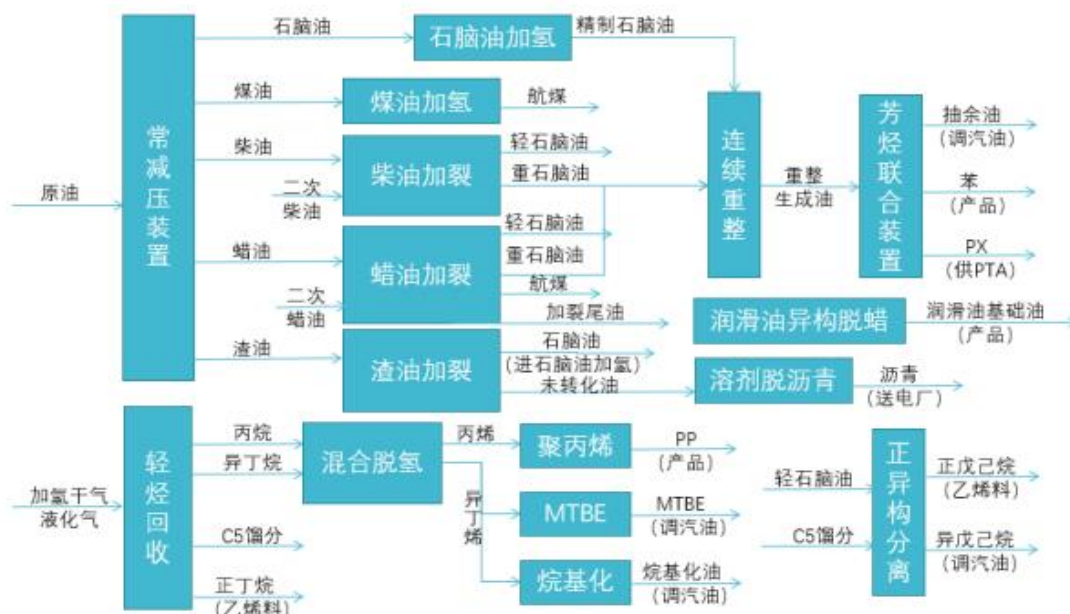 石脑油
石脑油加氢
精制石脑油
煤油
煤油加氢
航煤
常减压装置
原油
柴油
二次
柴油
柴油加裂
轻石脑油
重石脑油
连续重整
重整
生成油
芳烃联合装置
抽余油
(调汽油)
苯
(产品)
PX
(供PTA)
蜡油
二次
蜡油
蜡油加裂
轻石脑油
重石脑油
航煤
加裂尾油
润滑油异构脱蜡
润滑油基础油
(产品)
渣油
渣油加裂
石脑油
(进石脑油加氢)
未转化油
溶剂脱沥青
沥青
(送电厂)
加氢干气
液化气
轻烃回收
丙烷
异丁烷
C5馏分
正丁烷
(乙烯料)
混合脱氢
丙烯
异丁烯
聚丙烯
PP
(产品)
MTBE
MTBE
(调汽油)
烷基化
烷基化油
(调汽油)
轻石脑油
C5馏分
正异构分离
正戊己烷
(乙烯料)
异戊己烷
(调汽油)